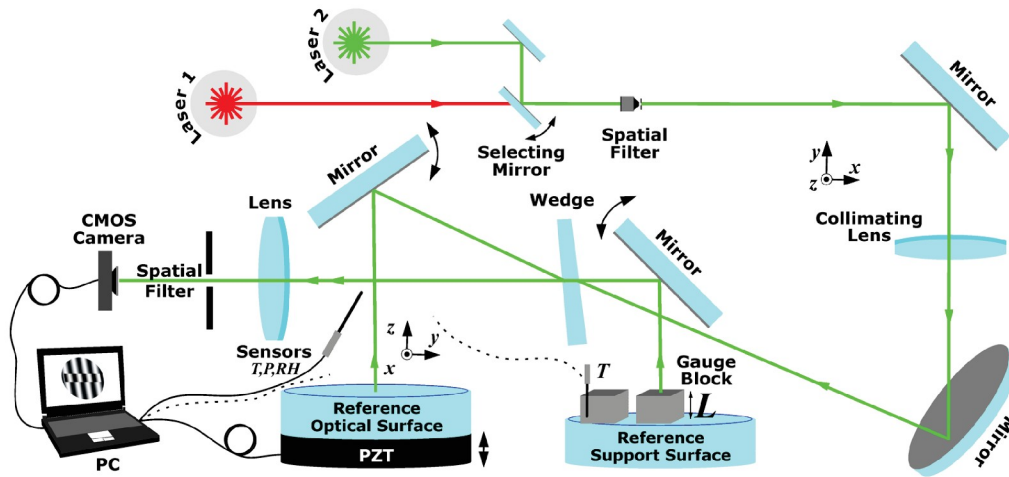 Laser 2
Laser 1
Mirror
Selecting
Mirror
Spatial
Filter
y
z
x
Mirror
Lens
Wedge
Mirror
Collimating
Lens
CMOS
Camera
Spatial
Filter
Sensors
T,P,RH
z
x
y
T
Gauge
Block
L
Reference
Optical Surface
PZT
Reference
Support Surface
Mirror
PC